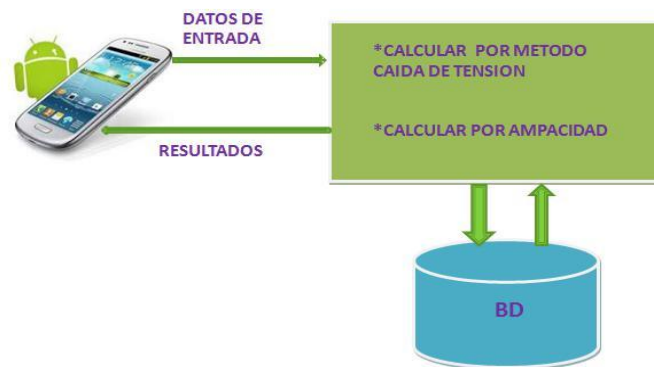 DATOS DE
ENTRADA
*CALCULAR POR METODO
CAIDA DE TENSION
*CALCULAR POR AMPACIDAD
RESULTADOS
BD